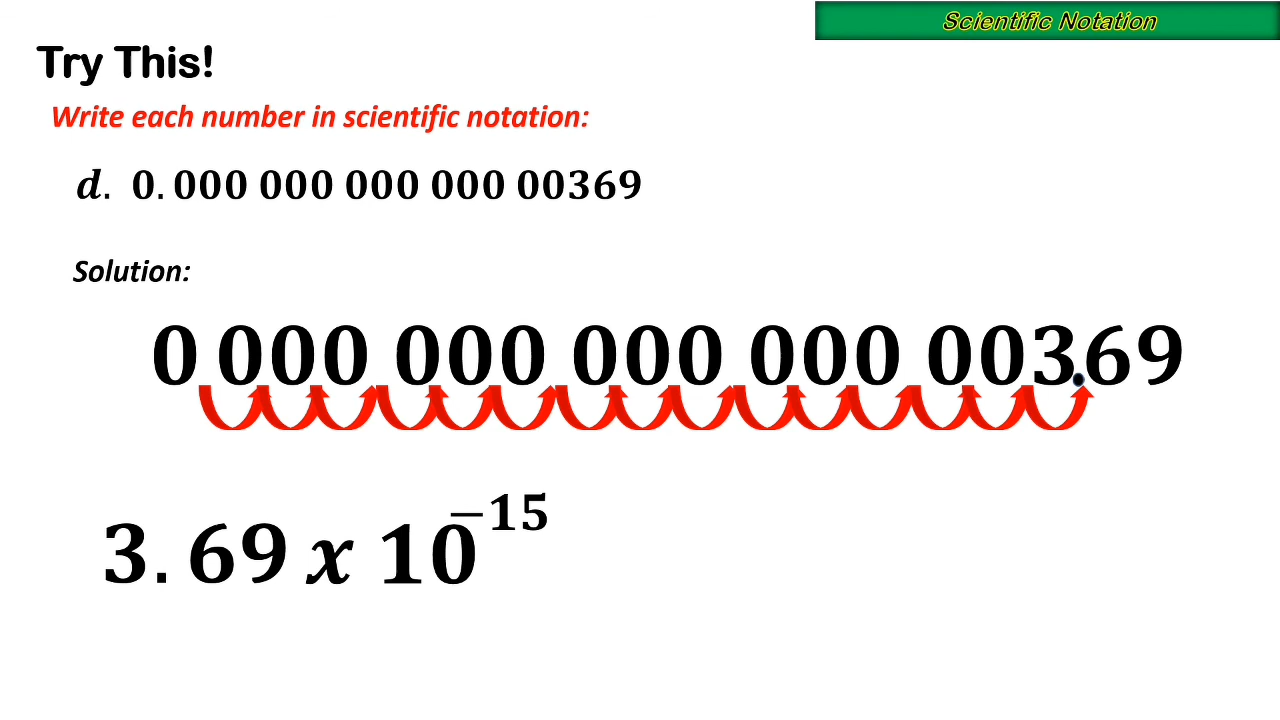 Scientific Notation
Try This!
Write each number in scientific notation:
d. 0.000 000 000 000 00369
Solution:
0 000 000 000 000 003.69
3.69 x 10⁻¹⁵